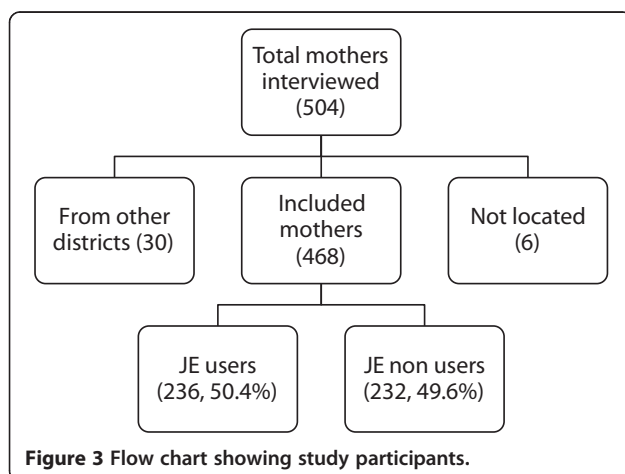 Total mothers
interviewed
(504)
From other
districts (30)
Included
mothers
(468)
Not located
(6)
JE users
(236, 50.4%)
JE non users
(232, 49.6%)
Figure 3 Flow chart showing study participants.